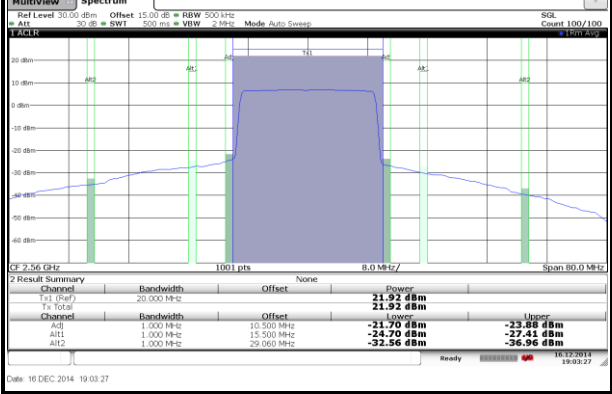 MultiView Spectrum
Ref Level 30.00 dBm Offset 15.00 dB RBW 500 kHz SGL
Att 30 dB SWT 500 ms VBW 2 MHz Mode Auto Sweep Count 100/100
1 ACLR 1Rm Avg
Tx1
Adj Adj
20 dBm
Alt1 Alt1
Alt2 Alt2
10 dBm
0 dBm
-10 dBm
-20 dBm
-30 dBm
-40 dBm
-50 dBm
-60 dBm
CF 2.56 GHz 1001 pts 8.0 MHz/ Span 80.0 MHz
2 Result Summary None
Channel Bandwidth Offset Power
Tx1 (Ref) 20.000 MHz 21.92 dBm
Tx Total 21.92 dBm
Channel Bandwidth Offset Lower Upper
Adj 1.000 MHz 10.500 MHz -21.70 dBm -23.88 dBm
Alt1 1.000 MHz 15.500 MHz -24.70 dBm -27.41 dBm
Alt2 1.000 MHz 29.060 MHz -32.56 dBm -36.96 dBm
Ready 16.12.2014
19:03:27
Date: 16.DEC.2014 19:03:27